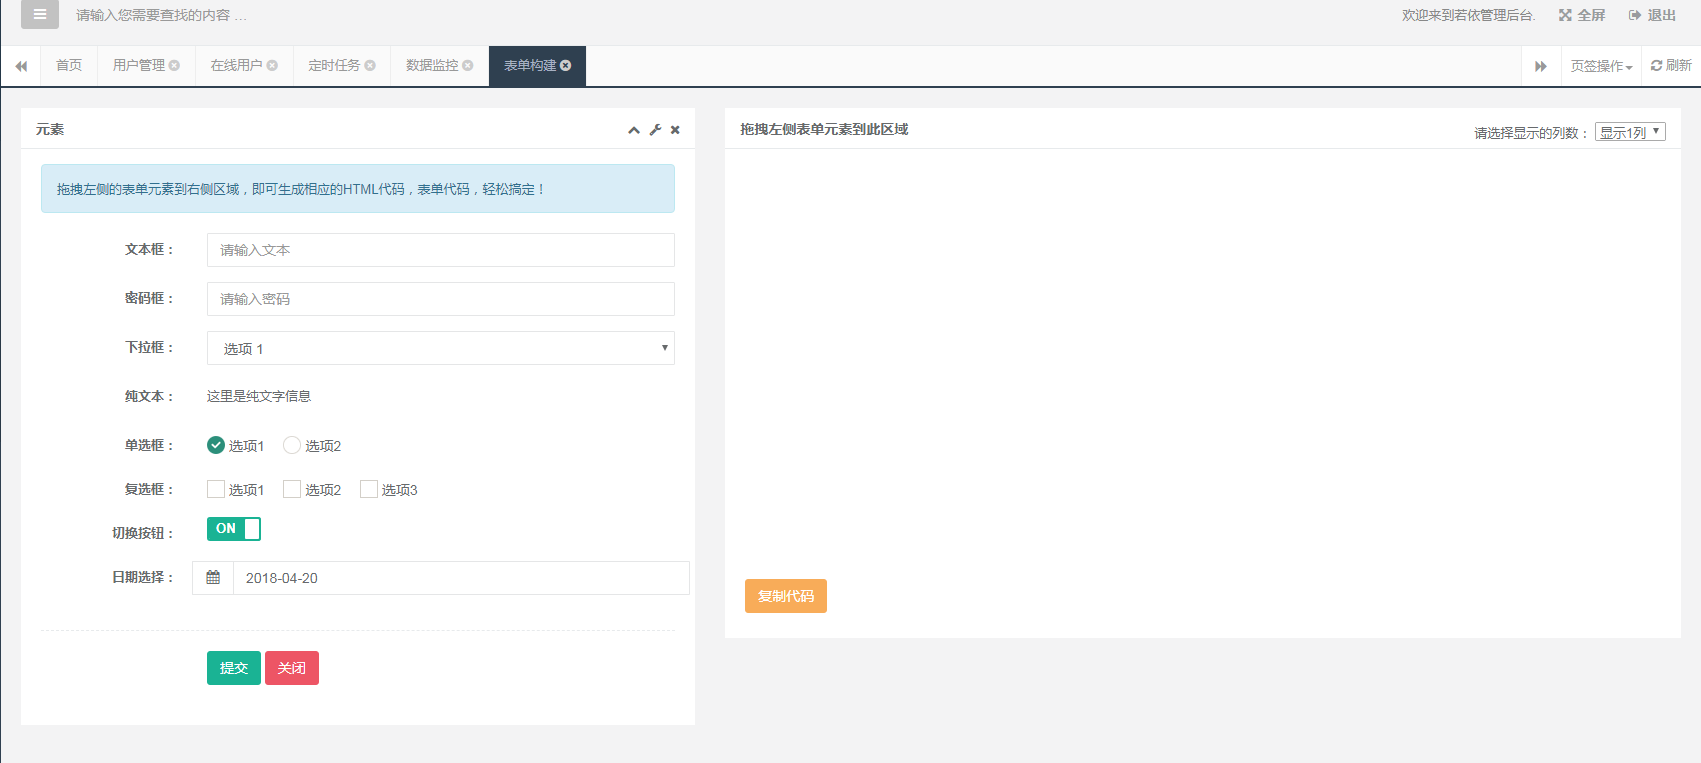 请输入您需要查找的内容 …
欢迎来到若依管理后台. 全屏 退出
首页 用户管理 在线用户 定时任务 数据监控 表单构建 页签操作 刷新
元素
拖拽左侧的表单元素到右侧区域，即可生成相应的HTML代码，表单代码，轻松搞定！
文本框： 请输入文本
密码框： 请输入密码
下拉框： 选项 1
纯文本： 这里是纯文字信息
单选框： 选项1 选项2
复选框： 选项1 选项2 选项3
切换按钮： ON
日期选择： 2018-04-20
提交 关闭
拖拽左侧表单元素到此区域
请选择显示的列数： 显示1列
复制代码